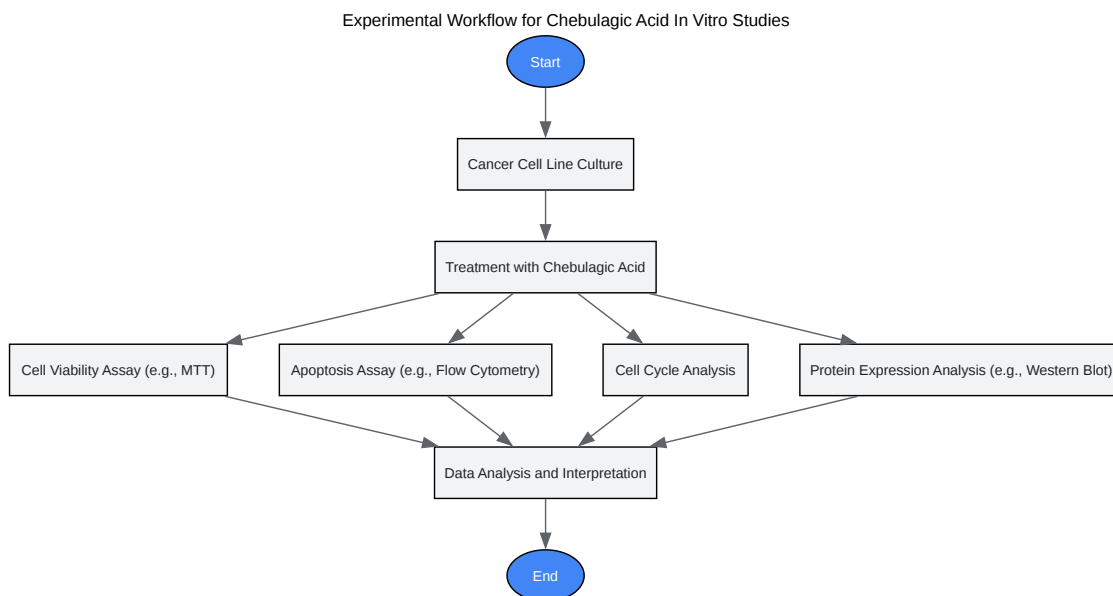 Experimental Workflow for Chebulagic Acid In Vitro Studies
Start
Cancer Cell Line Culture
Treatment with Chebulagic Acid
Cell Viability Assay (e.g., MTT)
Apoptosis Assay (e.g., Flow Cytometry)
Cell Cycle Analysis
Protein Expression Analysis (e.g., Western Blot)
Data Analysis and Interpretation
End